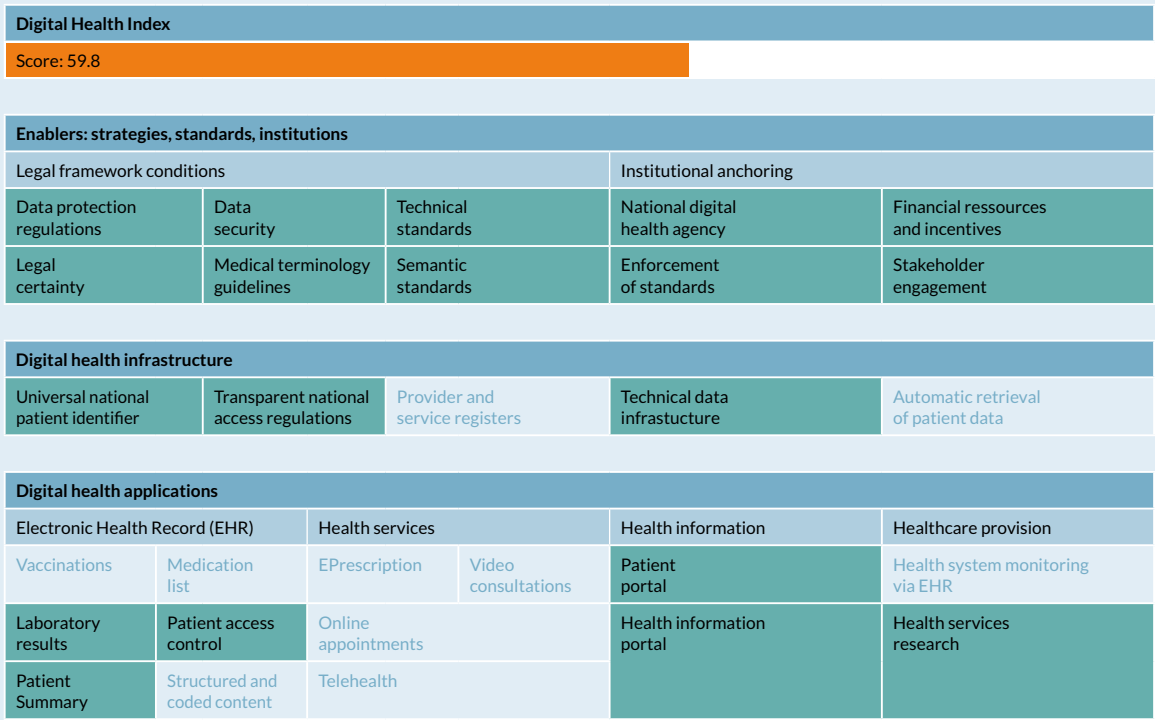 Digital Health Index
Score: 59.8
Enablers: strategies, standards, institutions
Legal framework conditions
Institutional anchoring
Data protection
regulations
Data
security
Technical
standards
National digital
health agency
Financial ressources
and incentives
Legal
certainty
Medical terminology
guidelines
Semantic
standards
Enforcement
of standards
Stakeholder
engagement
Digital health infrastructure
Universal national
patient identifier
Transparent national
access regulations
Provider and
service registers
Technical data
infrastucture
Automatic retrieval
of patient data
Digital health applications
Electronic Health Record (EHR)
Health services
Health information
Healthcare provision
Vaccinations
Medication
list
EPrescription
Video
consultations
Patient
portal
Health system monitoring
via EHR
Laboratory
results
Patient access
control
Online
appointments
Health information
portal
Health services
research
Patient
Summary
Structured and
coded content
Telehealth